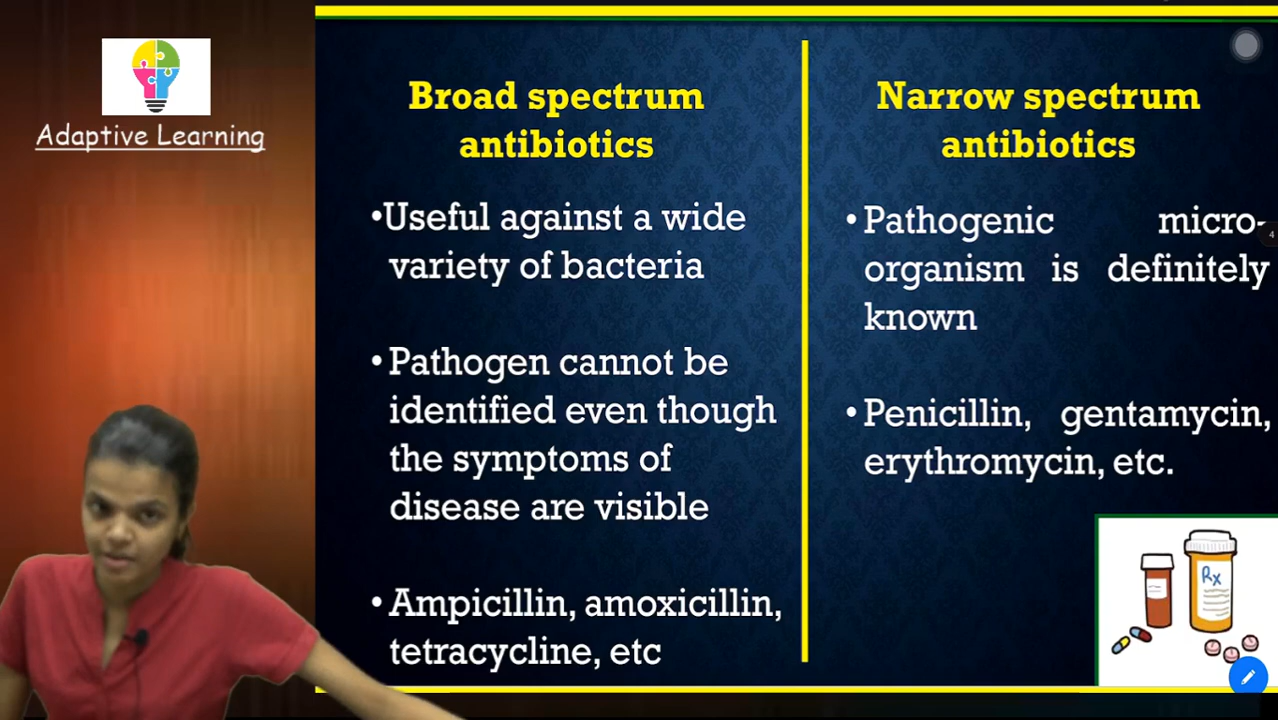 Adaptive Learning
Broad spectrum
antibiotics
•Useful against a wide
variety of bacteria
• Pathogen cannot be
identified even though
the symptoms of
disease are visible
• Ampicillin, amoxicillin,
tetracycline, etc
Narrow spectrum
antibiotics
• Pathogenic micro-
organism is definitely
known
• Penicillin, gentamycin,
erythromycin, etc.
4
Rx